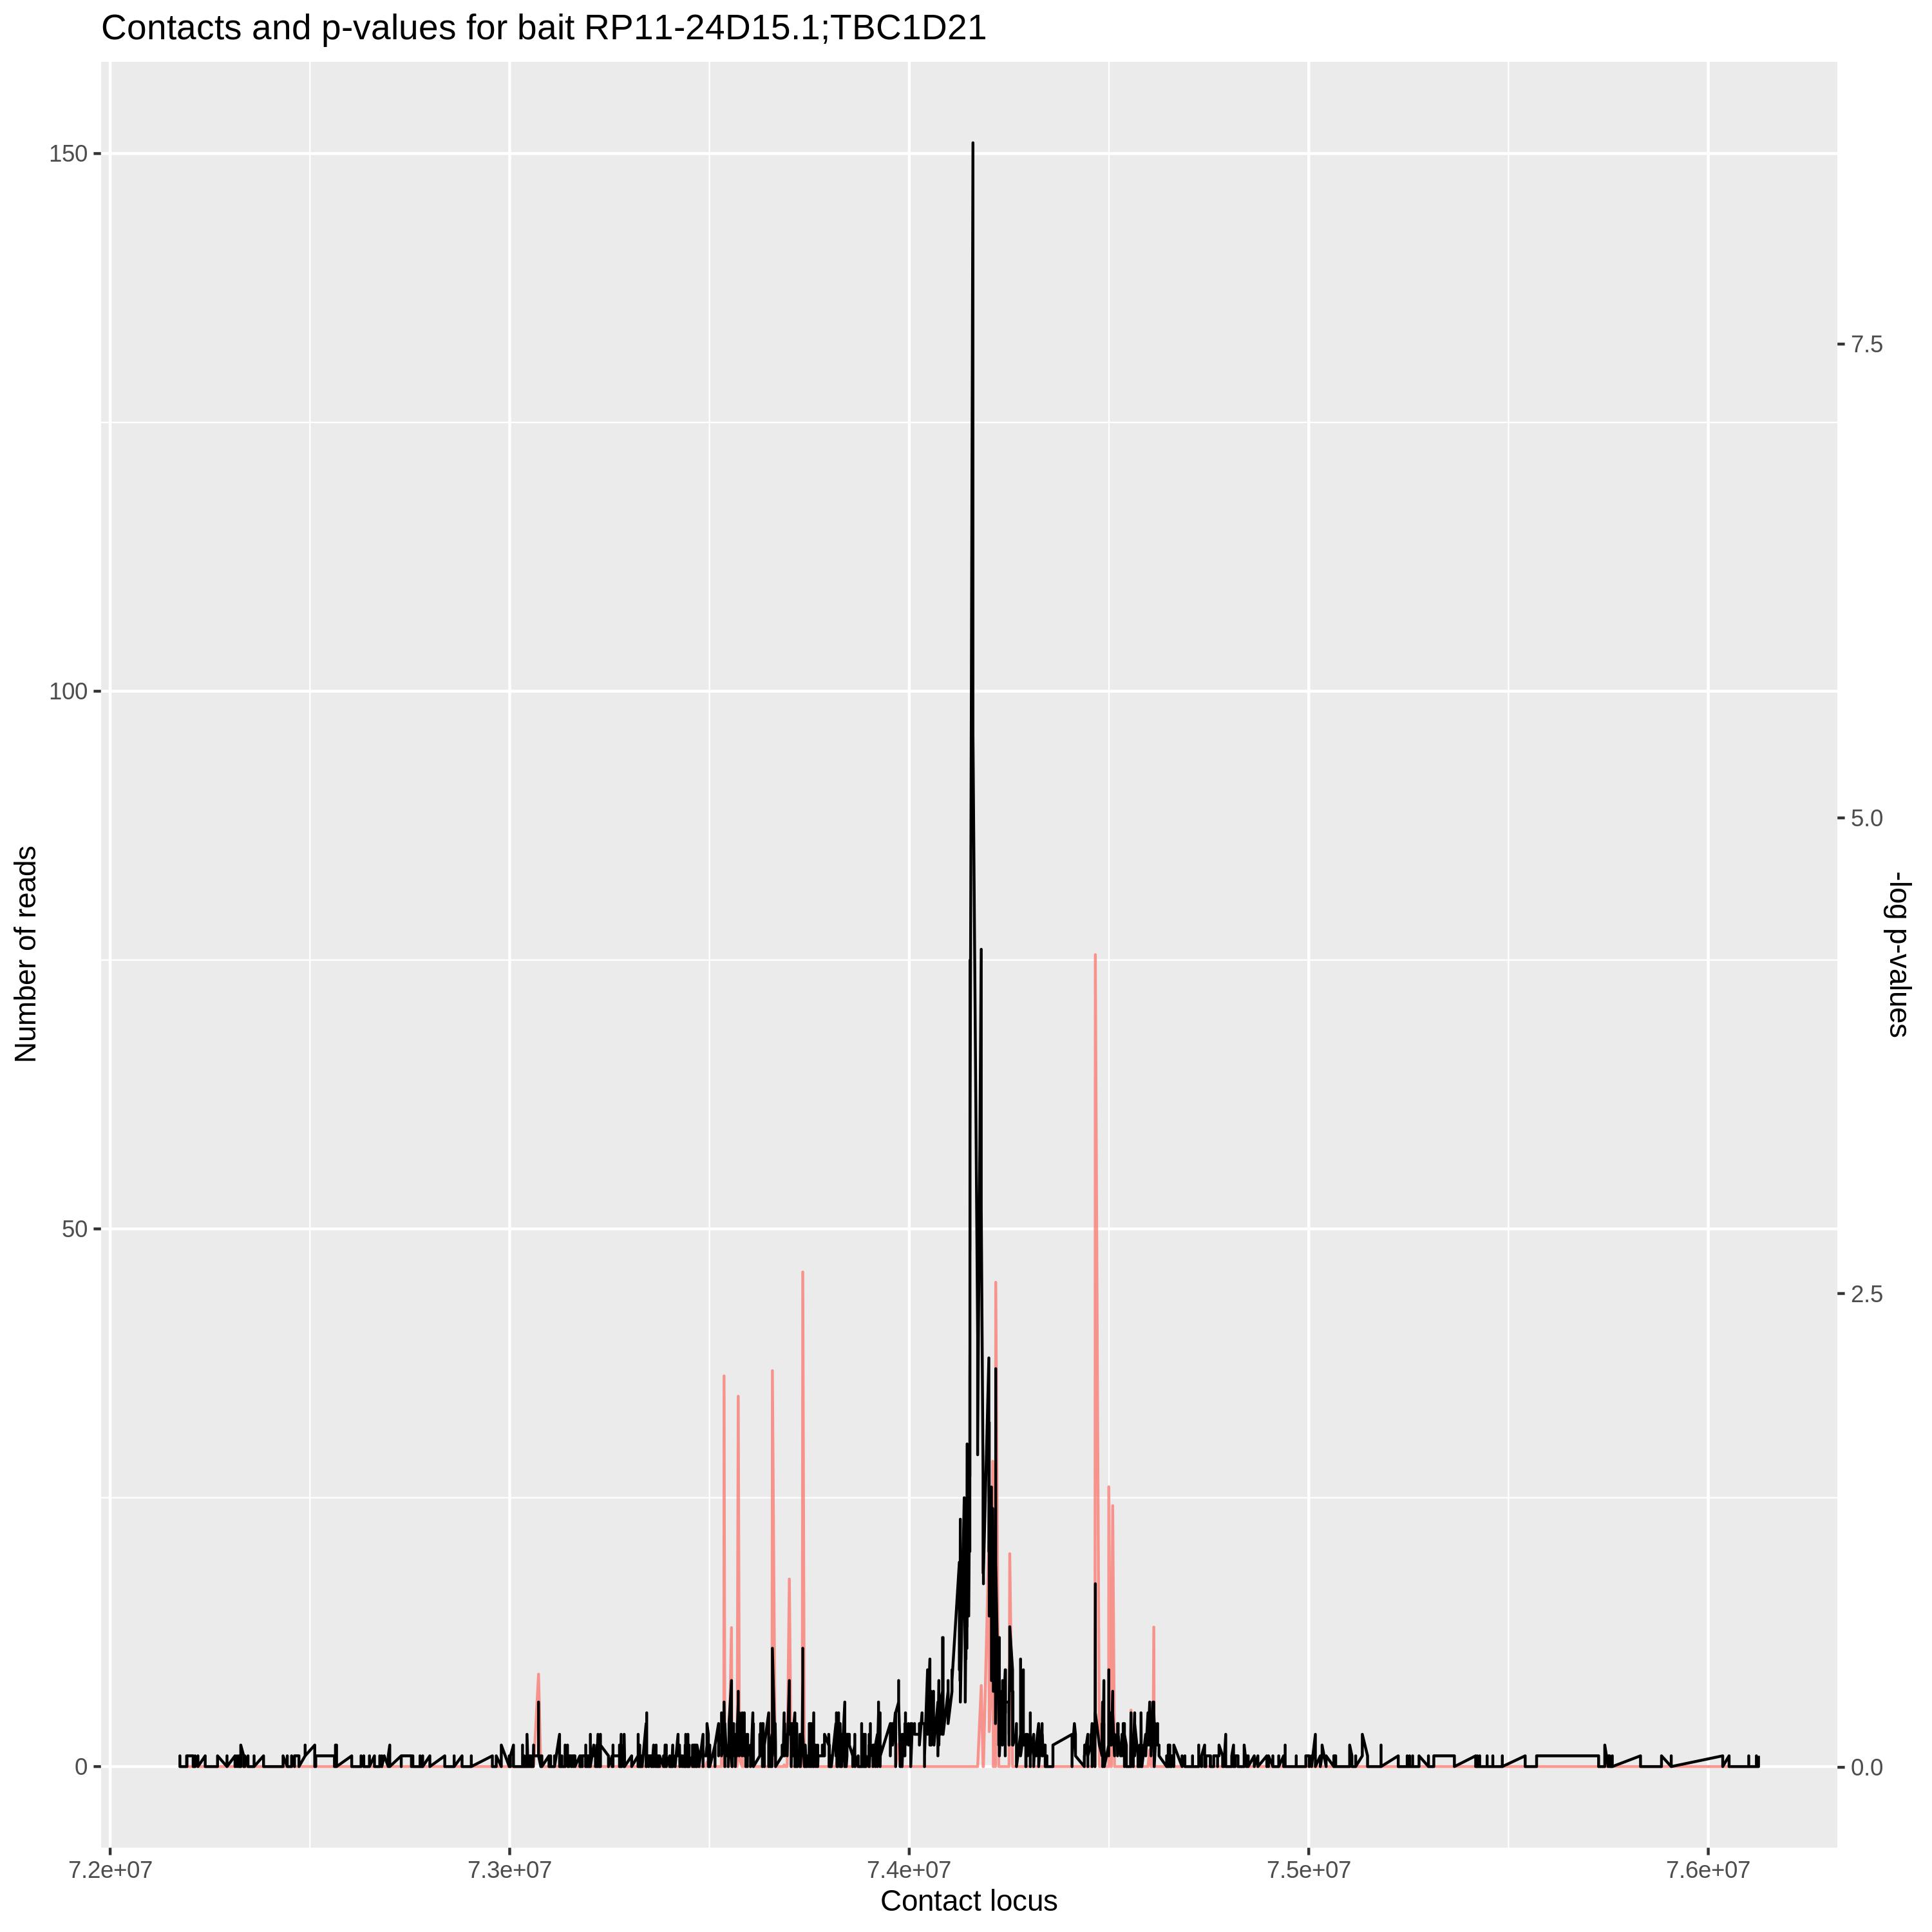 Contacts and p-values for bait RP11-24D15.1;TBC1D21
150
100
50
0
Number of reads
7.5
5.0
2.5
0.0
-log p-values
7.2e+07 7.3e+07 7.4e+07 7.5e+07 7.6e+07
Contact locus